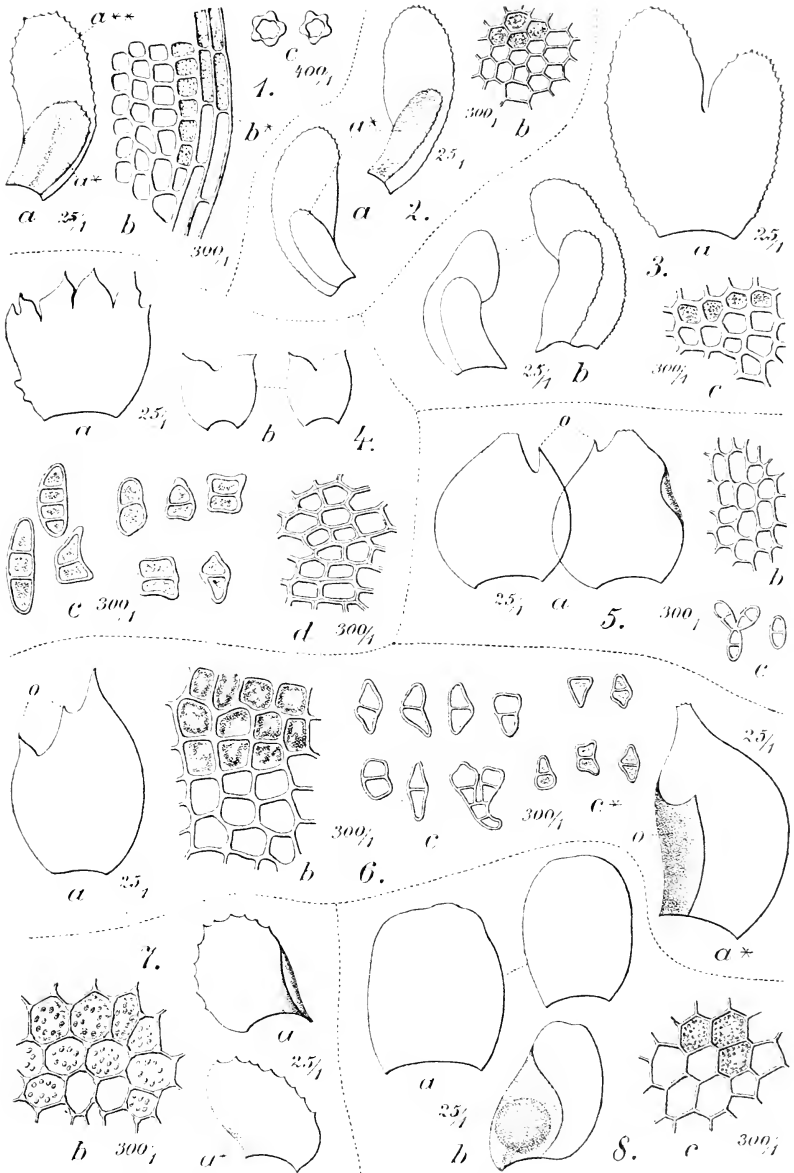 a**
a*
a 25/1
b
300/1
1.
c
400/1
b*
a*
25/1
a 2.
300/1
b
3.
a
25/1
25/1 b
300/1
c
a
25/1
b
4.
c 300/1
d 300/1
o
25/1 a 5. 300/1
b
c
o
a 25/1
b
300/1
c
6.
300/1
c*
25/1
o
a*
7.
a
25/1
b 300/1
a*
a
25/1
b
8.
c
300/1